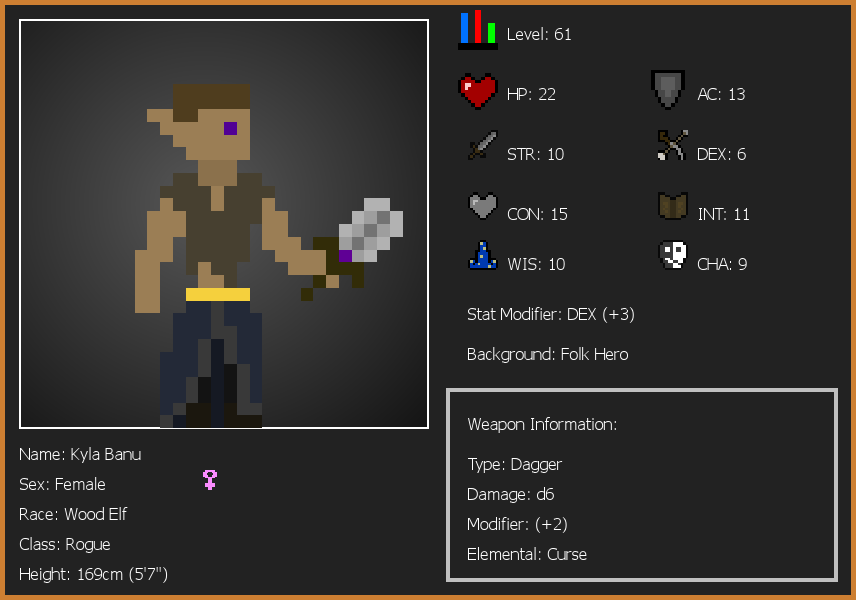 Level: 61
HP: 22
AC: 13
STR: 10
DEX: 6
CON: 15
INT: 11
WIS: 10
CHA: 9
Stat Modifier: DEX (+3)
Background: Folk Hero
Weapon Information:
Type: Dagger
Damage: d6
Modifier: (+2)
Elemental: Curse
Name: Kyla Banu
Sex: Female
Race: Wood Elf
Class: Rogue
Height: 169cm (5'7")